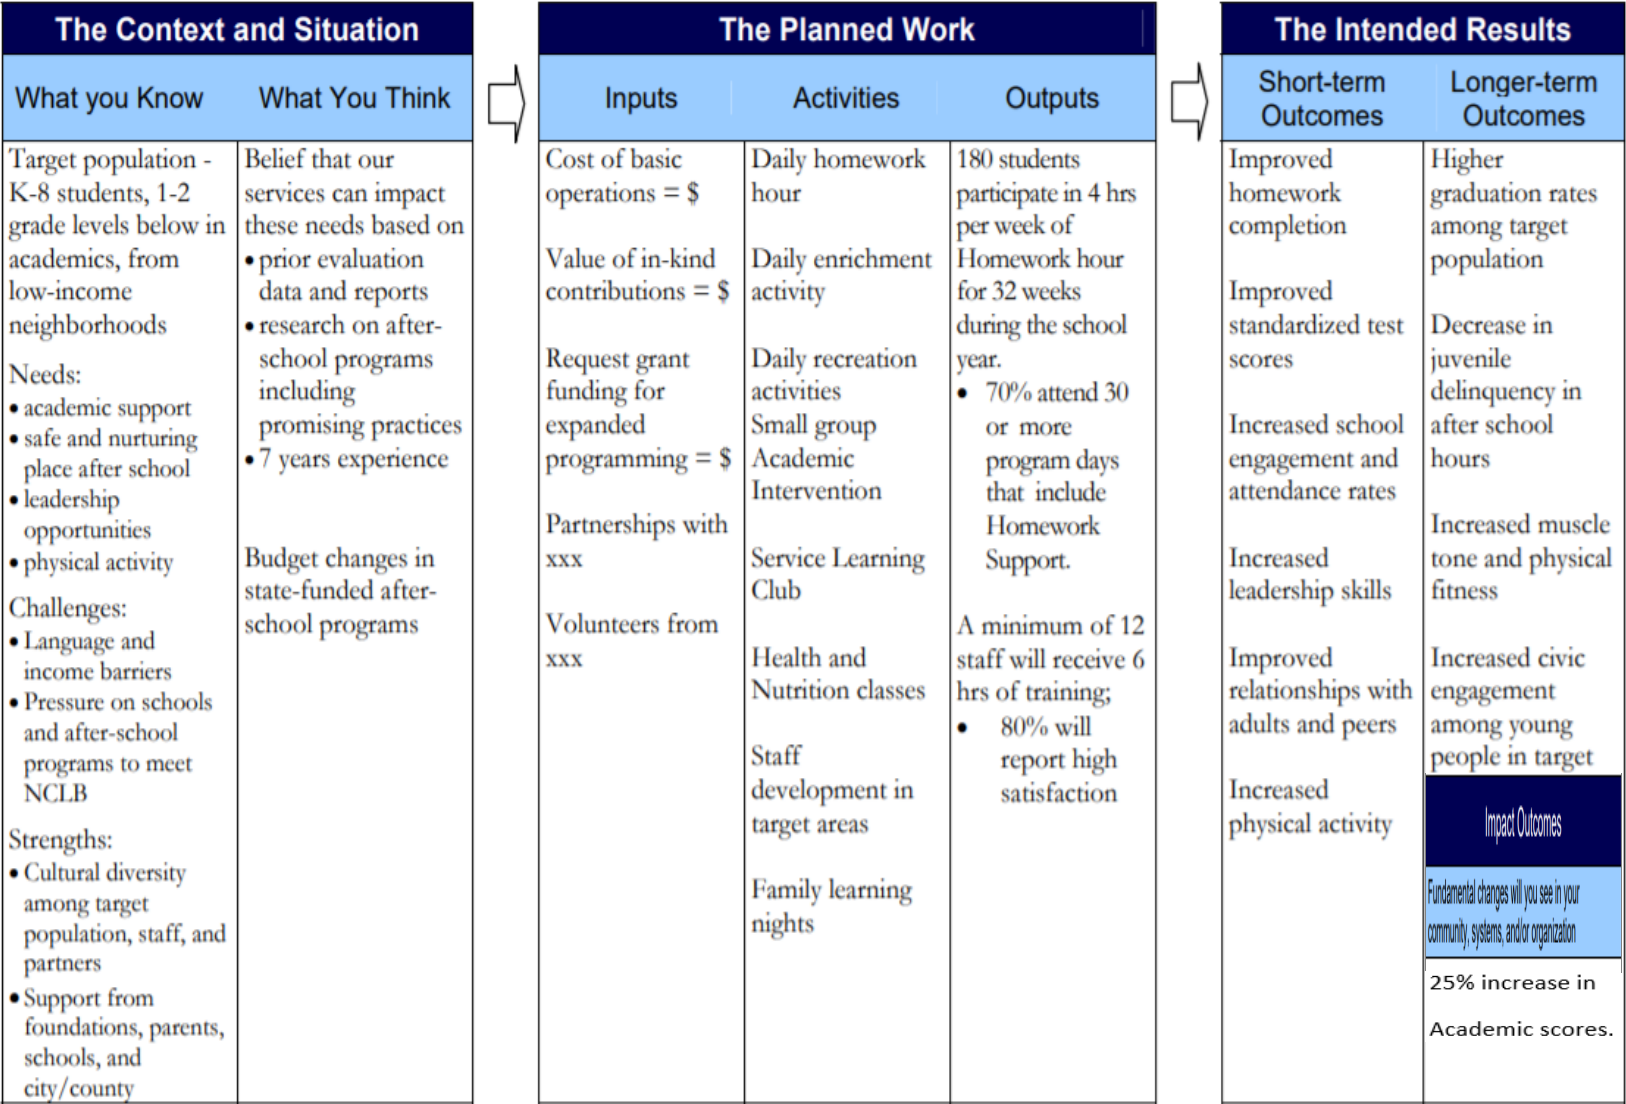 The Context and Situation
What you Know
Target population -
K-8 students, 1-2
grade levels below in
academics, from
low-income
neighborhoods
Needs:
• academic support
• safe and nurturing
place after school
• leadership
opportunities
• physical activity
Challenges:
• Language and
income barriers
• Pressure on schools
and after-school
programs to meet
NCLB
Strengths:
• Cultural diversity
among target
population, staff, and
partners
• Support from
foundations, parents,
schools, and
city/county
What You Think
Belief that our
services can impact
these needs based on
• prior evaluation
data and reports
• research on after-
school programs
including
promising practices
• 7 years experience
Budget changes in
state-funded after-
school programs
The Planned Work
Inputs
Cost of basic
operations = $
Value of in-kind
contributions = $
Request grant
funding for
expanded
programming = $
Partnerships with
xxx
Volunteers from
xxx
Activities
Daily homework
hour
Daily enrichment
activity
Daily recreation
activities
Small group
Academic
Intervention
Service Learning
Club
Health and
Nutrition classes
Staff
development in
target areas
Family learning
nights
Outputs
180 students
participate in 4 hrs
per week of
Homework hour
for 32 weeks
during the school
year.
• 70% attend 30
or more
program days
that include
Homework
Support.
A minimum of 12
staff will receive 6
hrs of training;
• 80% will
report high
satisfaction
The Intended Results
Short-term
Outcomes
Improved
homework
completion
Improved
standardized test
scores
Increased school
engagement and
attendance rates
Increased
leadership skills
Improved
relationships with
adults and peers
Increased
physical activity
Longer-term
Outcomes
Higher
graduation rates
among target
population
Decrease in
juvenile
delinquency in
after school
hours
Increased muscle
tone and physical
fitness
Increased civic
engagement
among young
people in target
Impact Outcomes
Fundamental changes will you see in your
community, systems, and/or organization
25% increase in
Academic scores.